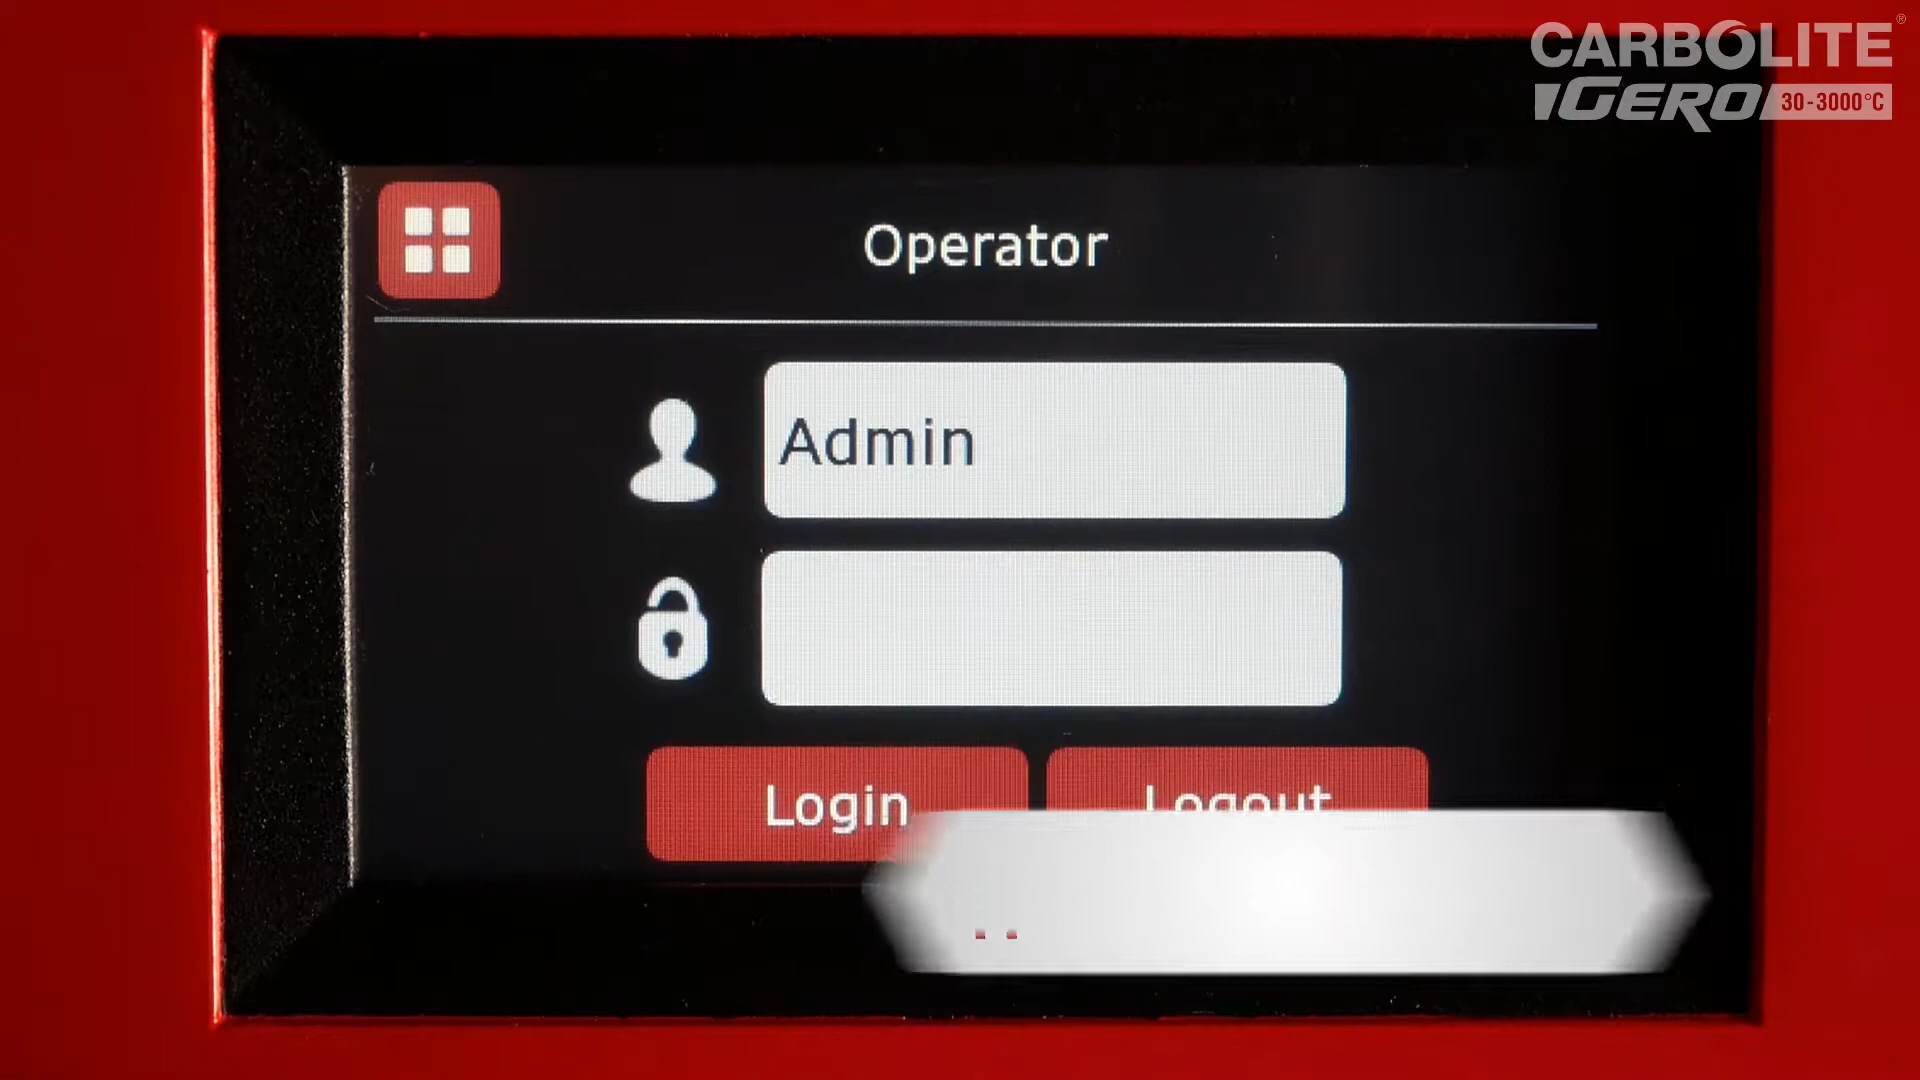 CARBOLITE®
GERO 30-3000°C
Operator
Admin
Login
Logout